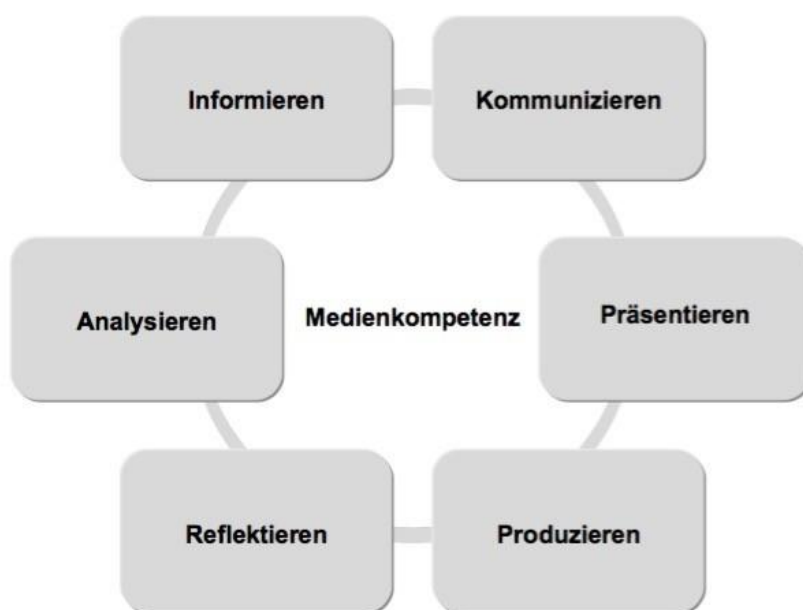 Informieren
Kommunizieren
Analysieren
Medienkompetenz
Präsentieren
Reflektieren
Produzieren